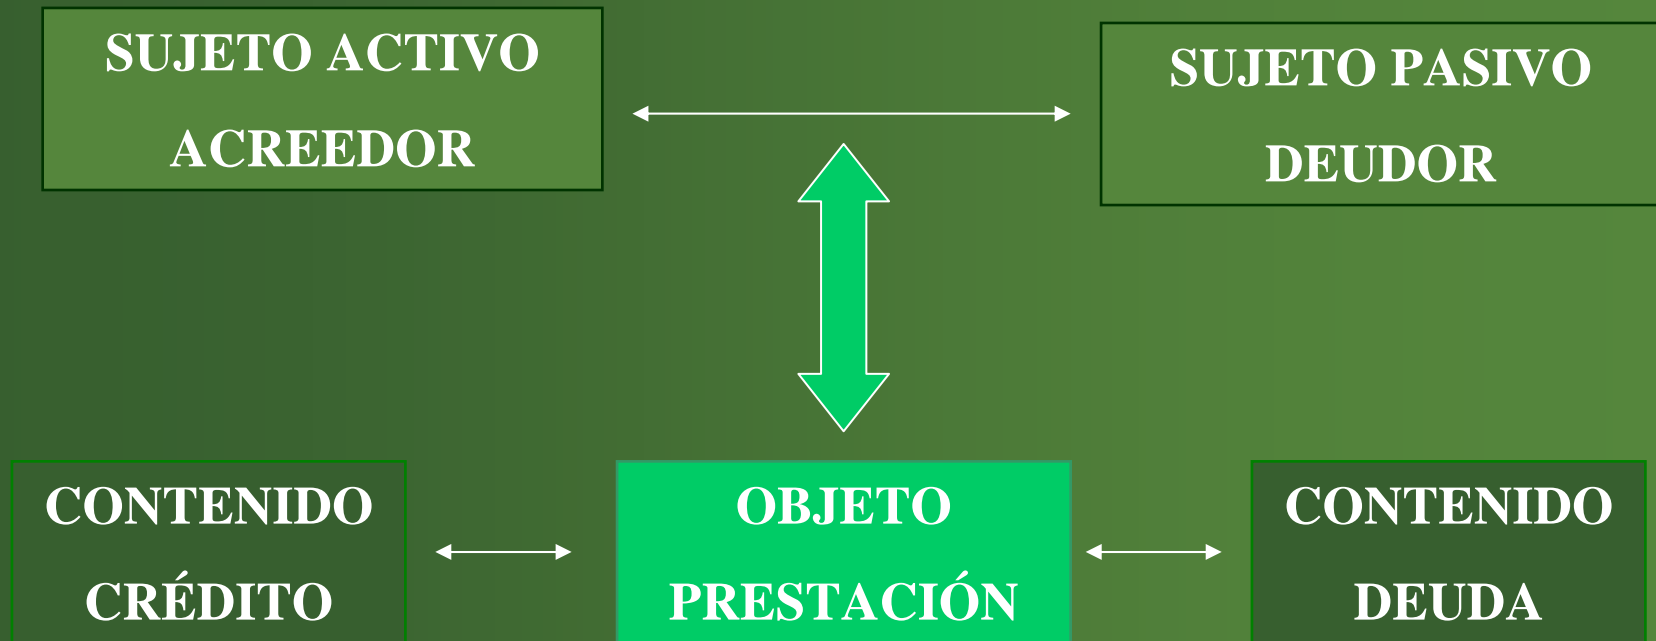 SUJETO ACTIVO
ACREEDOR
SUJETO PASIVO
DEUDOR
CONTENIDO
CRÉDITO
OBJETO
PRESTACIÓN
CONTENIDO
DEUDA